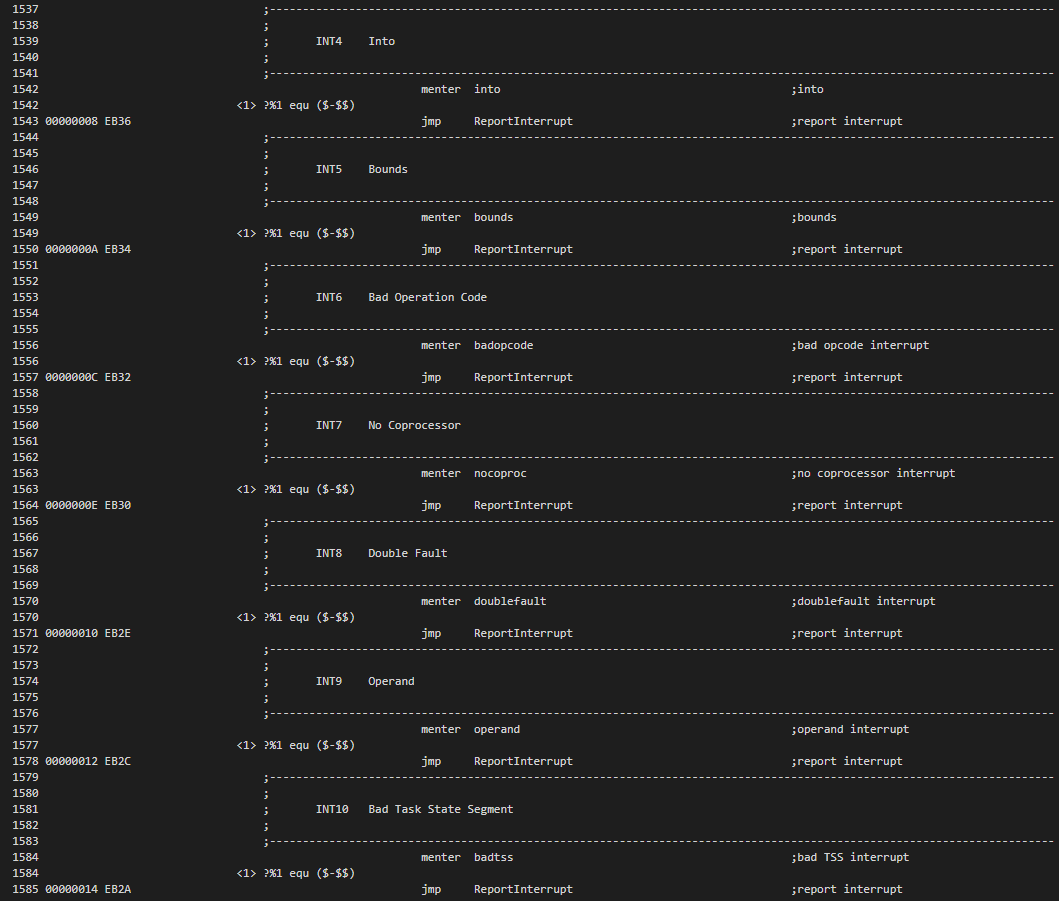 1537 ;-----------------------------------------------------------------------------------------------------------------------
1538 ;
1539 ; INT4 Into
1540 ;
1541 ;-----------------------------------------------------------------------------------------------------------------------
1542 menter into ;into
1542 <1> ?%1 equ ($-$$)
1543 00000008 EB36 jmp ReportInterrupt ;report interrupt
1544 ;-----------------------------------------------------------------------------------------------------------------------
1545 ;
1546 ; INT5 Bounds
1547 ;
1548 ;-----------------------------------------------------------------------------------------------------------------------
1549 menter bounds ;bounds
1549 <1> ?%1 equ ($-$$)
1550 0000000A EB34 jmp ReportInterrupt ;report interrupt
1551 ;-----------------------------------------------------------------------------------------------------------------------
1552 ;
1553 ; INT6 Bad Operation Code
1554 ;
1555 ;-----------------------------------------------------------------------------------------------------------------------
1556 menter badopcode ;bad opcode interrupt
1556 <1> ?%1 equ ($-$$)
1557 0000000C EB32 jmp ReportInterrupt ;report interrupt
1558 ;-----------------------------------------------------------------------------------------------------------------------
1559 ;
1560 ; INT7 No Coprocessor
1561 ;
1562 ;-----------------------------------------------------------------------------------------------------------------------
1563 menter nocoproc ;no coprocessor interrupt
1563 <1> ?%1 equ ($-$$)
1564 0000000E EB30 jmp ReportInterrupt ;report interrupt
1565 ;-----------------------------------------------------------------------------------------------------------------------
1566 ;
1567 ; INT8 Double Fault
1568 ;
1569 ;-----------------------------------------------------------------------------------------------------------------------
1570 menter doublefault ;doublefault interrupt
1570 <1> ?%1 equ ($-$$)
1571 00000010 EB2E jmp ReportInterrupt ;report interrupt
1572 ;-----------------------------------------------------------------------------------------------------------------------
1573 ;
1574 ; INT9 Operand
1575 ;
1576 ;-----------------------------------------------------------------------------------------------------------------------
1577 menter operand ;operand interrupt
1577 <1> ?%1 equ ($-$$)
1578 00000012 EB2C jmp ReportInterrupt ;report interrupt
1579 ;-----------------------------------------------------------------------------------------------------------------------
1580 ;
1581 ; INT10 Bad Task State Segment
1582 ;
1583 ;-----------------------------------------------------------------------------------------------------------------------
1584 menter badtss ;bad TSS interrupt
1584 <1> ?%1 equ ($-$$)
1585 00000014 EB2A jmp ReportInterrupt ;report interrupt